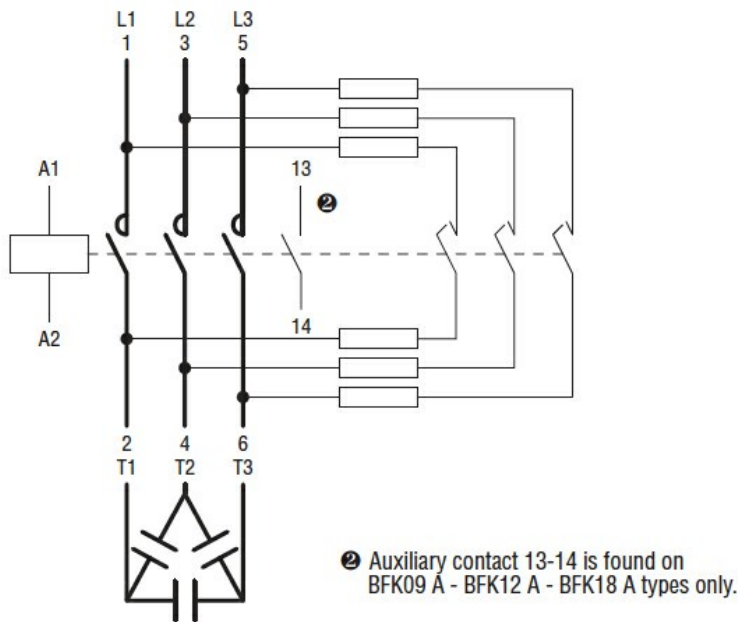 L1 L2 L3
1 3 5
A1
13
❷
A2
14
2 4 6
T1 T2 T3
❷ Auxiliary contact 13-14 is found on
BFK09 A - BFK12 A - BFK18 A types only.